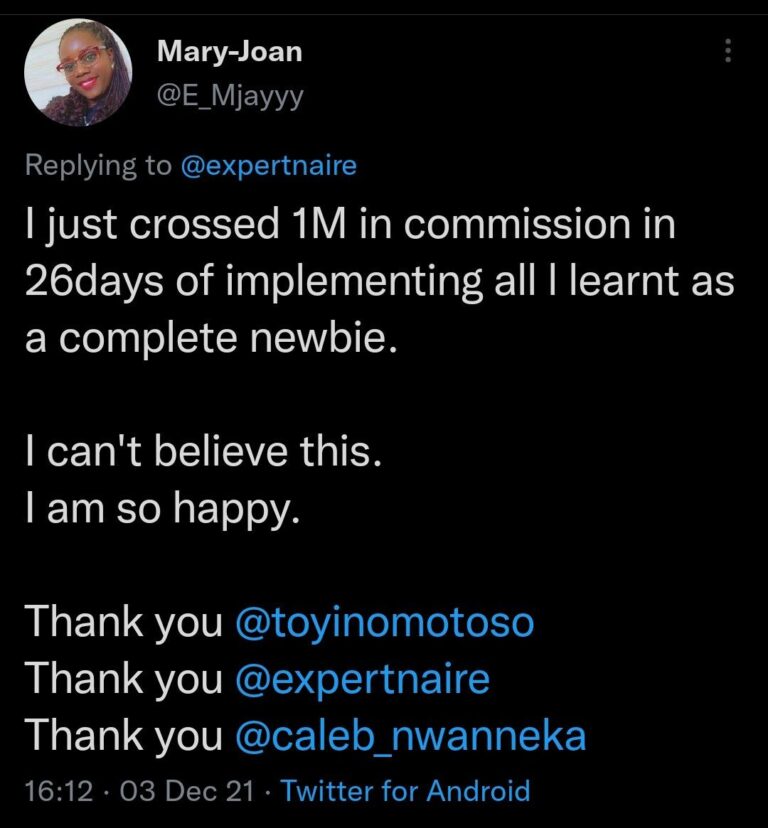 Mary-Joan
@E_Mjayyy
Replying to @expertnaire
I just crossed 1M in commission in
26days of implementing all I learnt as
a complete newbie.
I can't believe this.
I am so happy.
Thank you @toyinomotoso
Thank you @expertnaire
Thank you @caleb_nwanneka
16:12 · 03 Dec 21 · Twitter for Android